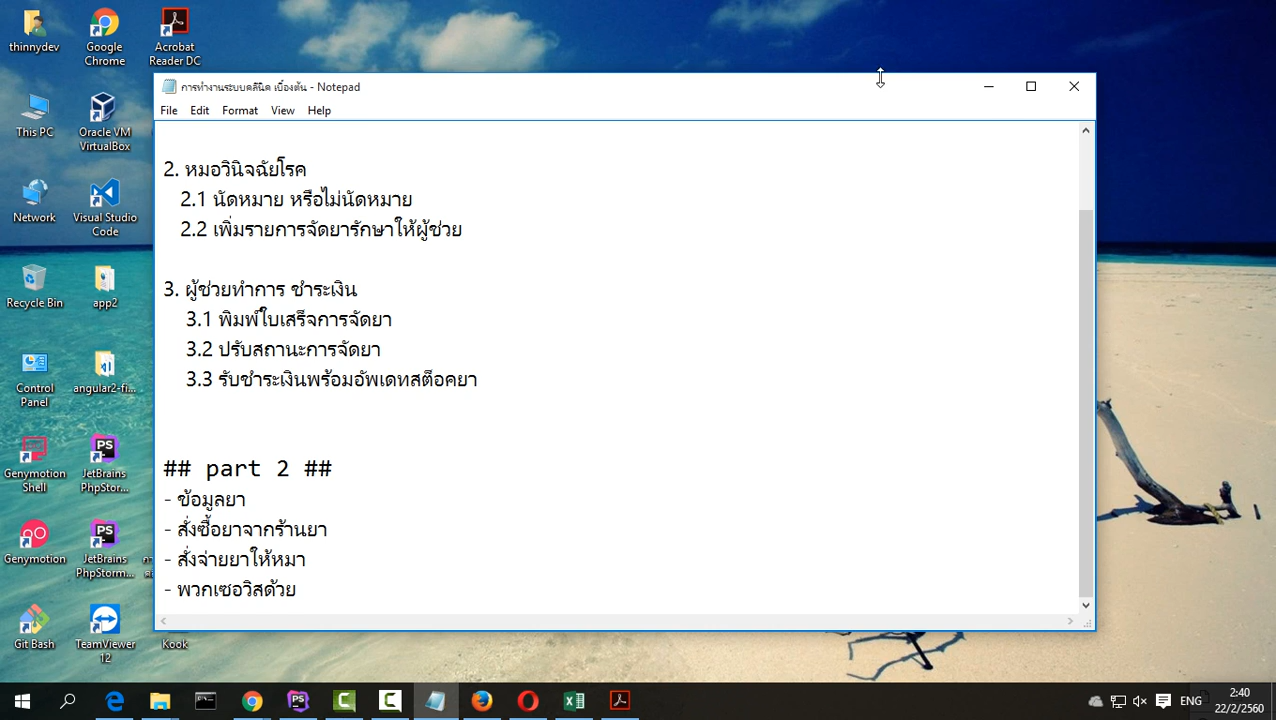 thinnydev
Google Chrome
Acrobat Reader DC
This PC
Oracle VM VirtualBox
Network
Visual Studio Code
Recycle Bin
app2
Control Panel
angular2-fi...
Genymotion Shell
JetBrains PhpStor...
Genymotion
JetBrains PhpStorm...
Git Bash
TeamViewer 12
Kook
การทำงานระบบคลินิค เบื้องต้น - Notepad
File Edit Format View Help
2. หมอวินิจฉัยโรค
2.1 นัดหมาย หรือไม่นัดหมาย
2.2 เพิ่มรายการจัดยารักษาให้ผู้ช่วย
3. ผู้ช่วยทำการ ชำระเงิน
3.1 พิมพ์ใบเสร็จการจัดยา
3.2 ปรับสถานะการจัดยา
3.3 รับชำระเงินพร้อมอัพเดทสต็อคยา
## part 2 ##
- ข้อมูลยา
- สั่งซื้อยาจากร้านยา
- สั่งจ่ายยาให้หมา
- พวกเซอวิสด้วย
ENG
2:40
22/2/2560